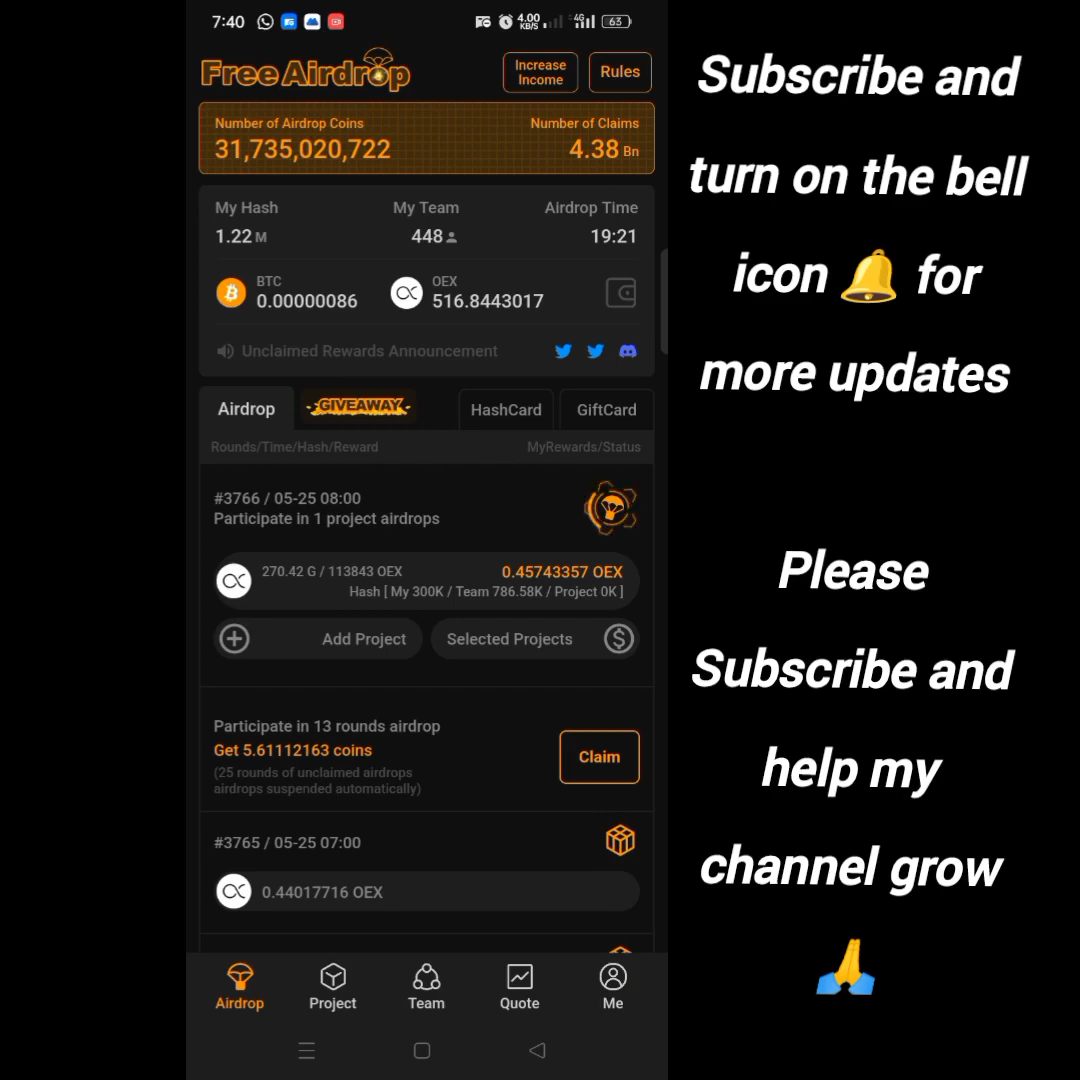 7:40
4.00 KB/S
4G
63
Free Airdrop
Increase Income
Rules
Number of Airdrop Coins
Number of Claims
31,735,020,722
4.38 Bn
My Hash
My Team
Airdrop Time
1.22 M
448
19:21
BTC
0.00000086
OEX
516.8443017
Unclaimed Rewards Announcement
Airdrop
GIVEAWAY
HashCard
GiftCard
Rounds/Time/Hash/Reward
MyRewards/Status
#3766 / 05-25 08:00
Participate in 1 project airdrops
270.42 G / 113843 OEX
0.45743357 OEX
Hash [ My 300K / Team 786.58K / Project 0K ]
Add Project
Selected Projects
Participate in 13 rounds airdrop
Get 5.61112163 coins
(25 rounds of unclaimed airdrops
airdrops suspended automatically)
Claim
#3765 / 05-25 07:00
0.44017716 OEX
Airdrop
Project
Team
Quote
Me
Subscribe and
turn on the bell
icon 🔔 for
more updates
Please
Subscribe and
help my
channel grow
🙏